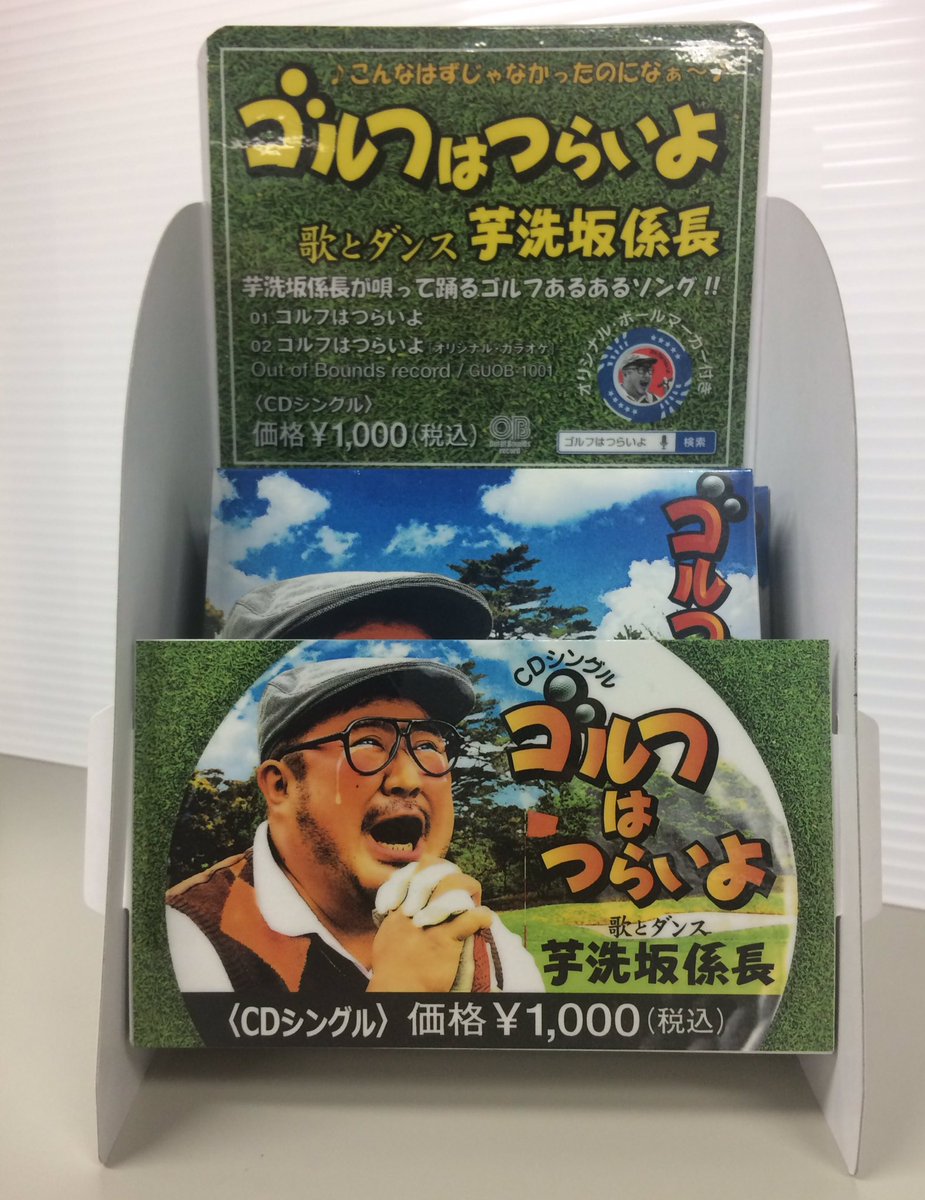 ♪こんなはずじゃなかったのになぁ～♪
ゴルフはつらいよ
歌とダンス 芋洗坂係長
芋洗坂係長が唄って踊るゴルフあるあるソング!!
01.ゴルフはつらいよ
02.ゴルフはつらいよ[オリジナル・カラオケ]
Out of Bounds record / GUOB-1001
オリジナル・ボールマーカー付き
〈CDシングル〉
価格￥1,000(税込)
OB
Out of Bounds
record
ゴルフはつらいよ 検索
ゴルフ
CDシングル
ゴルフ
は
つらいよ
歌とダンス
芋洗坂係長
〈CDシングル〉 価格￥1,000(税込)